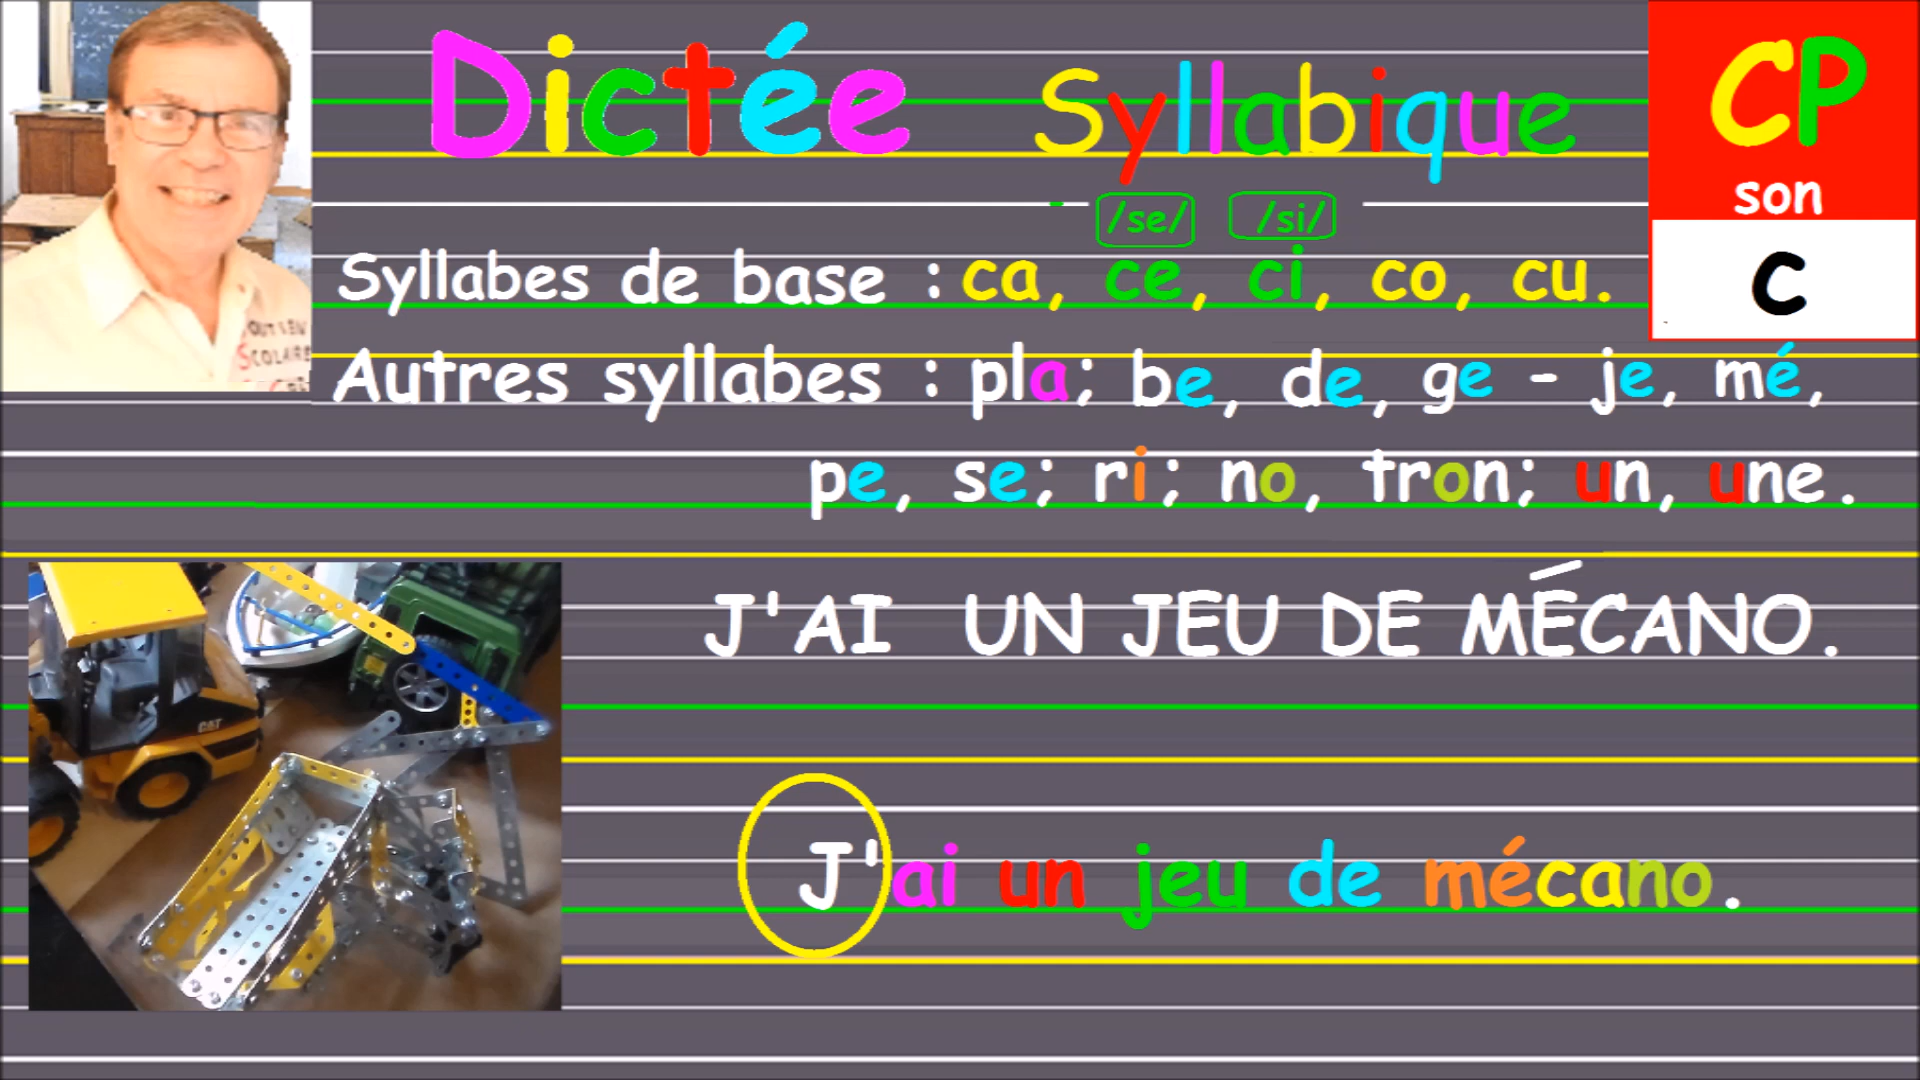 Dictée Syllabique
CP
son
c
/se/ /si/
Syllabes de base : ca, ce, ci, co, cu.
Autres syllabes : pla; be, de, ge - je, mé,
pe, se; ri; no, tron; un, une.
J'AI UN JEU DE MÉCANO.
J'ai un jeu de mécano.
CAT